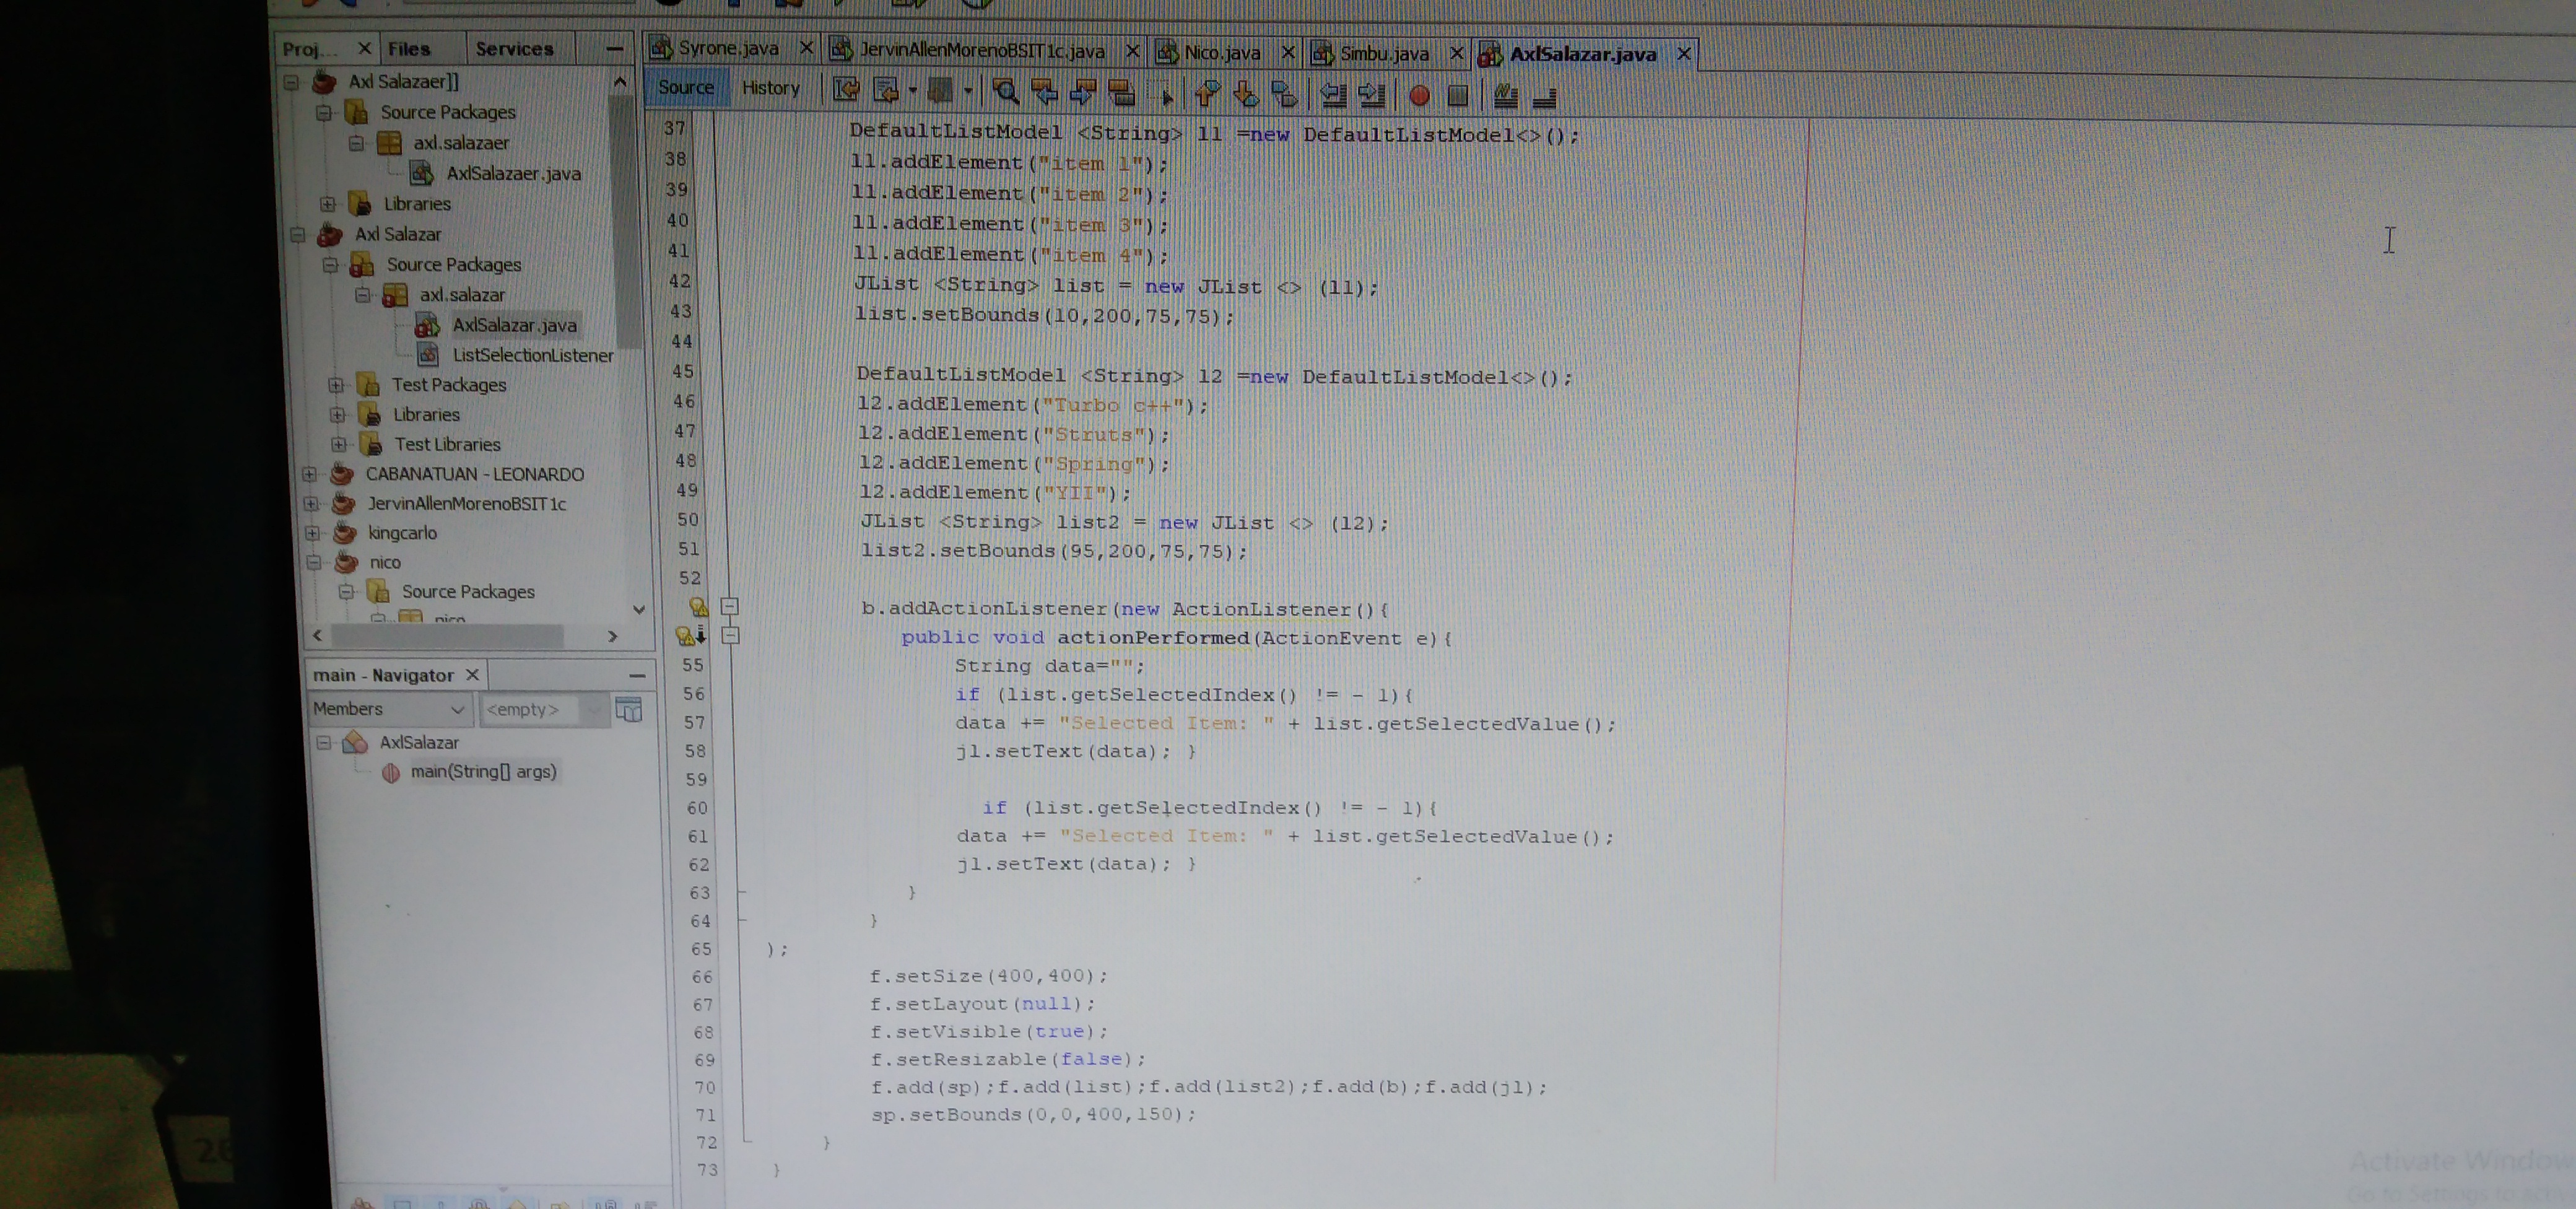 Proj... Files Services
Axl Salazaer]]
Source Packages
axl.salazaer
AxlSalazaer.java
Libraries
Axl Salazar
Source Packages
axl.salazar
AxlSalazar.java
ListSelectionListener
Test Packages
Libraries
Test Libraries
CABANATUAN - LEONARDO
JervinAllenMorenoBSIT1c
kingcarlo
nico
Source Packages
nico
main - Navigator
Members <empty>
AxlSalazar
main(String[] args)
Syrone.java JervinAllenMorenoBSIT1c.java Nico.java Simbu.java AxlSalazar.java
Source History
37 DefaultListModel <String> l1 =new DefaultListModel<>();
38 l1.addElement("item 1");
39 l1.addElement("item 2");
40 l1.addElement("item 3");
41 l1.addElement("item 4");
42 JList <String> list = new JList <> (l1);
43 list.setBounds(10,200,75,75);
44
45 DefaultListModel <String> l2 =new DefaultListModel<>();
46 l2.addElement("Turbo c++");
47 l2.addElement("Struts");
48 l2.addElement("Spring");
49 l2.addElement("YII");
50 JList <String> list2 = new JList <> (l2);
51 list2.setBounds(95,200,75,75);
52
b.addActionListener(new ActionListener(){
public void actionPerformed(ActionEvent e){
55 String data="";
56 if (list.getSelectedIndex() != - 1){
57 data += "Selected Item: " + list.getSelectedValue();
58 jl.setText(data); }
59
60 if (list.getSelectedIndex() != - 1){
61 data += "Selected Item: " + list.getSelectedValue();
62 jl.setText(data); }
63 }
64 }
65 );
66 f.setSize(400,400);
67 f.setLayout(null);
68 f.setVisible(true);
69 f.setResizable(false);
70 f.add(sp);f.add(list);f.add(list2);f.add(b);f.add(jl);
71 sp.setBounds(0,0,400,150);
72 }
73 }
Activate Window
Go to Settings to